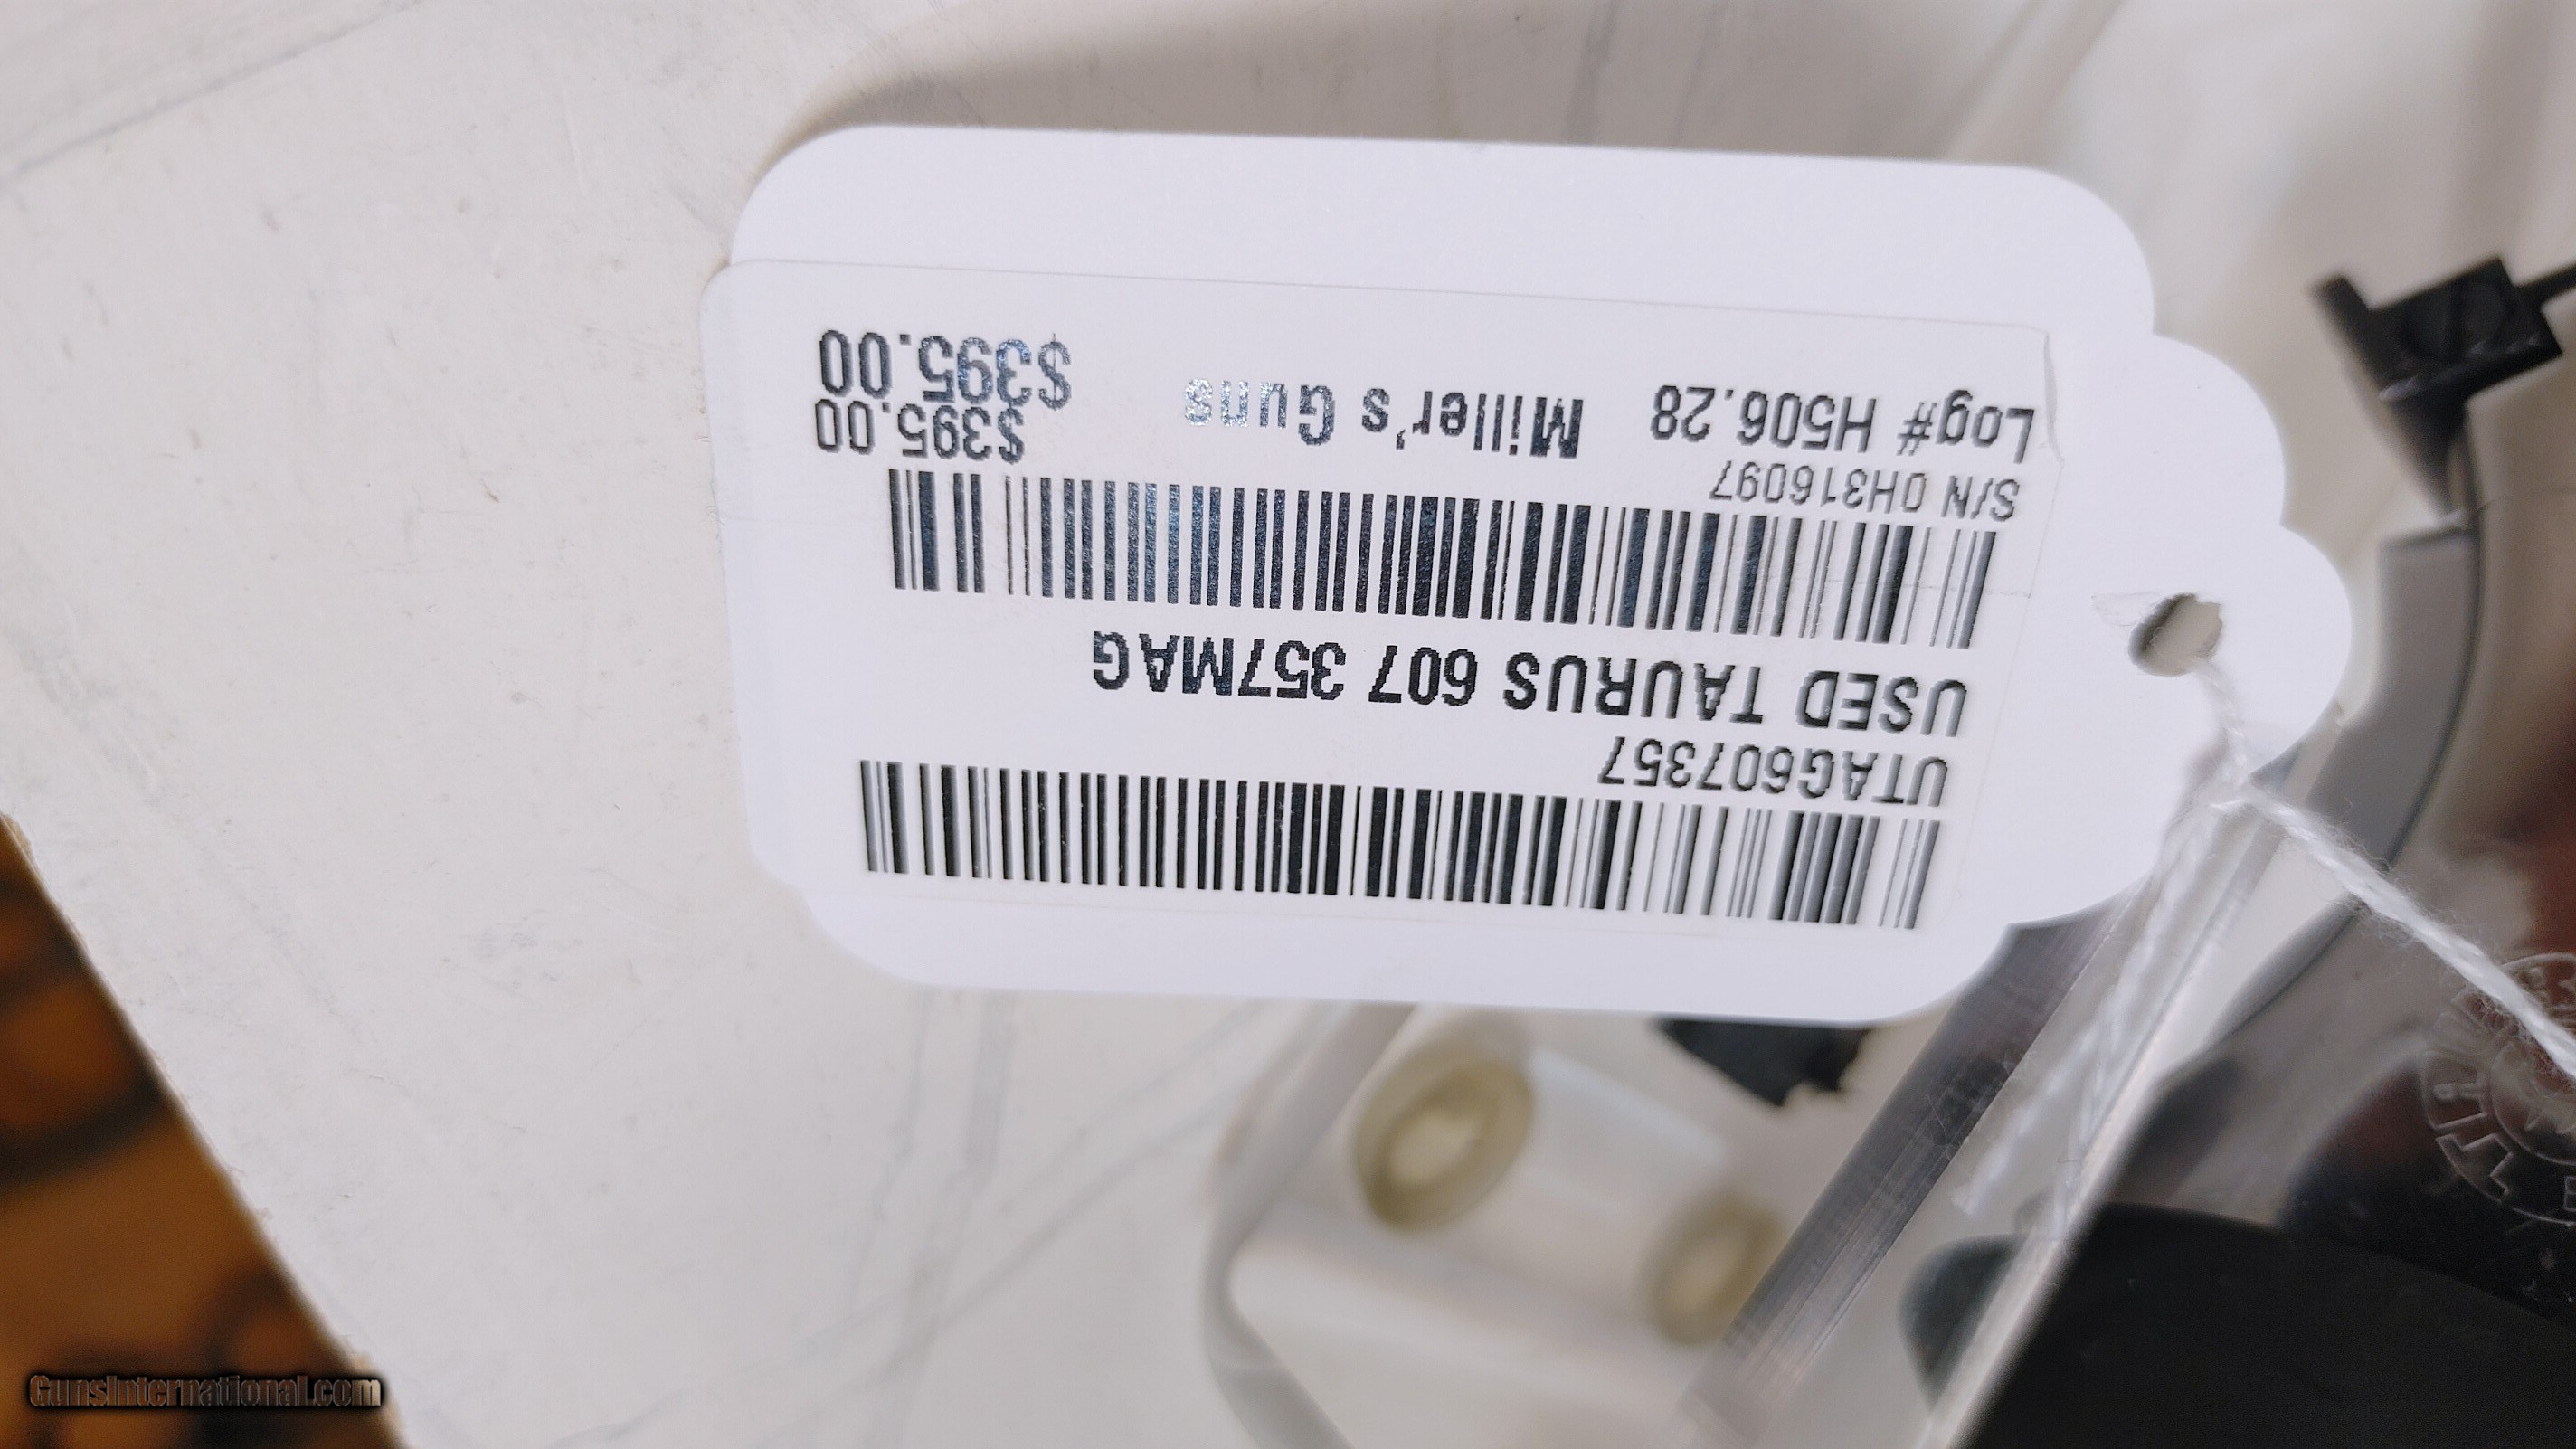 UTAG607357
USED TAURUS 607 357MAG
S/N OH316097
$395.00
Log# H506.28
Miller's Guns
$395.00
GunsInternational.com